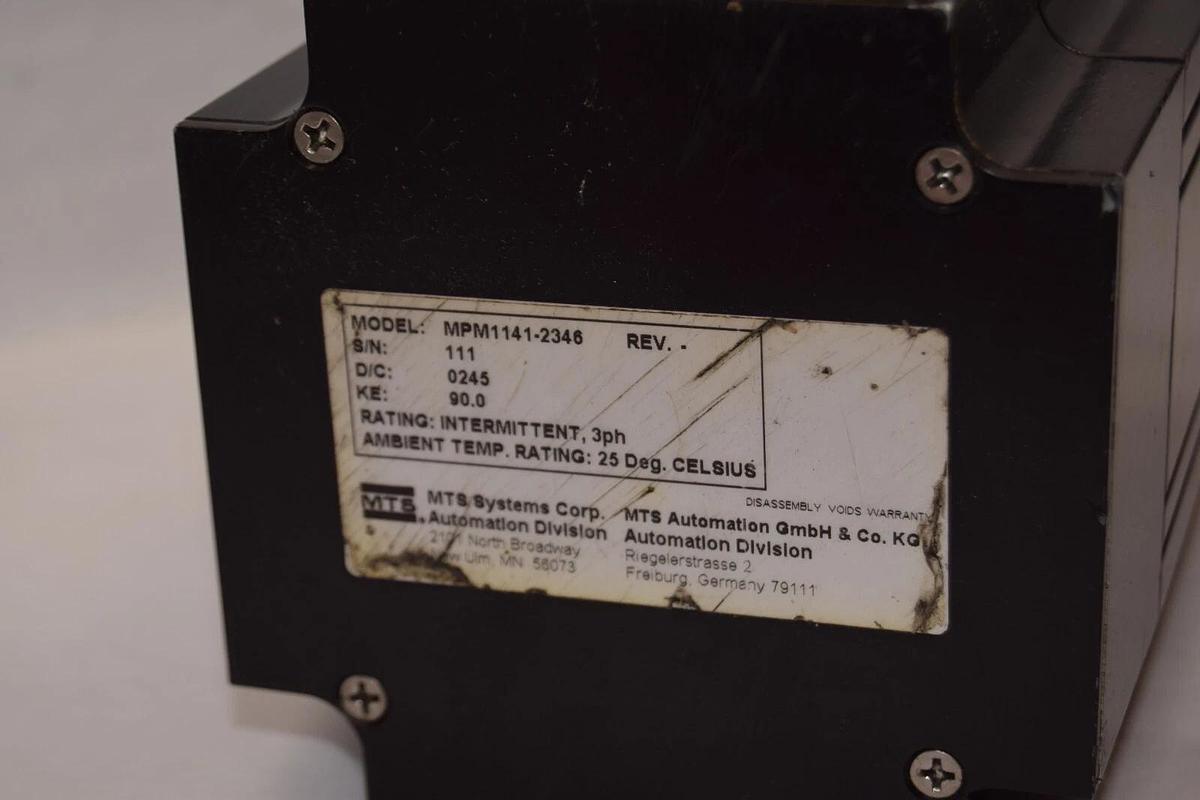 MODEL: MPM1141-2346 REV. -
S/N: 111
D/C: 0245
KE: 90.0
RATING: INTERMITTENT, 3ph
AMBIENT TEMP. RATING: 25 Deg. CELSIUS
DISASSEMBLY VOIDS WARRANTY
MTS
MTS Systems Corp.
Automation Division
North Broadway
Ulm, MN 56073
MTS Automation GmbH & Co. KG
Automation Division
Riegelerstrasse 2
Freiburg, Germany 79111